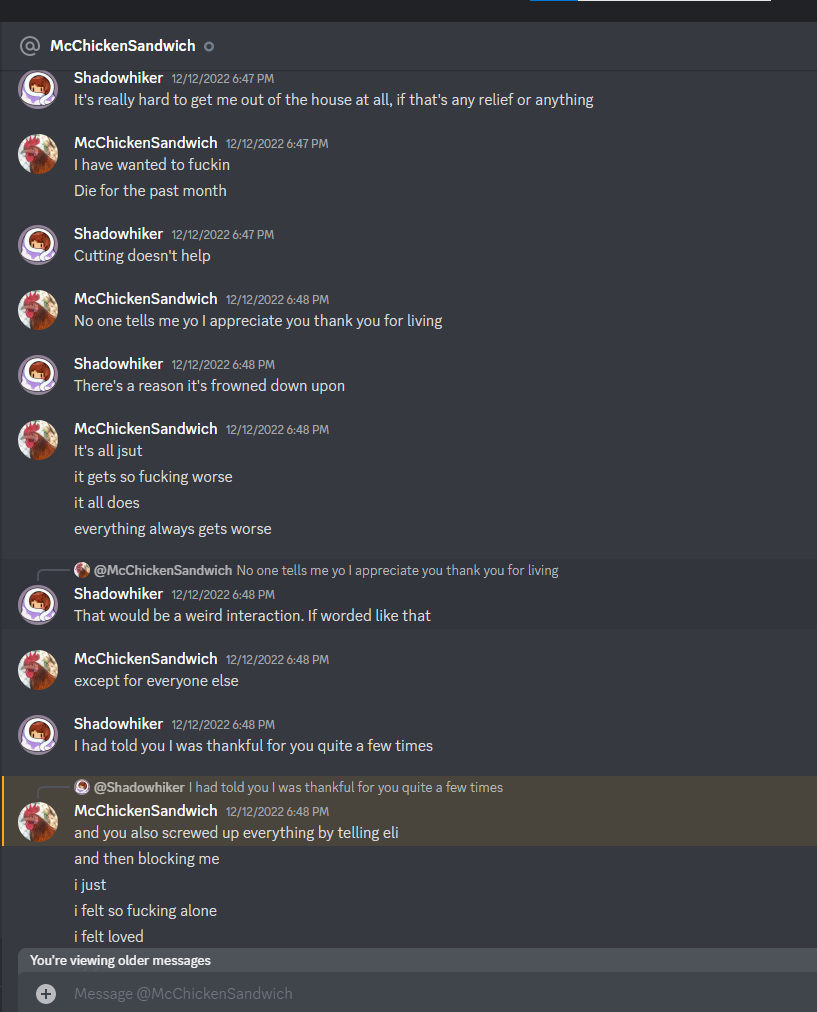 McChickenSandwich
Shadowhiker 12/12/2022 6:47 PM
It's really hard to get me out of the house at all, if that's any relief or anything
McChickenSandwich 12/12/2022 6:47 PM
I have wanted to fuckin
Die for the past month
Shadowhiker 12/12/2022 6:47 PM
Cutting doesn't help
McChickenSandwich 12/12/2022 6:48 PM
No one tells me yo I appreciate you thank you for living
Shadowhiker 12/12/2022 6:48 PM
There's a reason it's frowned down upon
McChickenSandwich 12/12/2022 6:48 PM
It's all jsut
it gets so fucking worse
it all does
everything always gets worse
@McChickenSandwich No one tells me yo I appreciate you thank you for living
Shadowhiker 12/12/2022 6:48 PM
That would be a weird interaction. If worded like that
McChickenSandwich 12/12/2022 6:48 PM
except for everyone else
Shadowhiker 12/12/2022 6:48 PM
I had told you I was thankful for you quite a few times
@Shadowhiker I had told you I was thankful for you quite a few times
McChickenSandwich 12/12/2022 6:48 PM
and you also screwed up everything by telling eli
and then blocking me
i just
i felt so fucking alone
i felt loved
You're viewing older messages
Message @McChickenSandwich